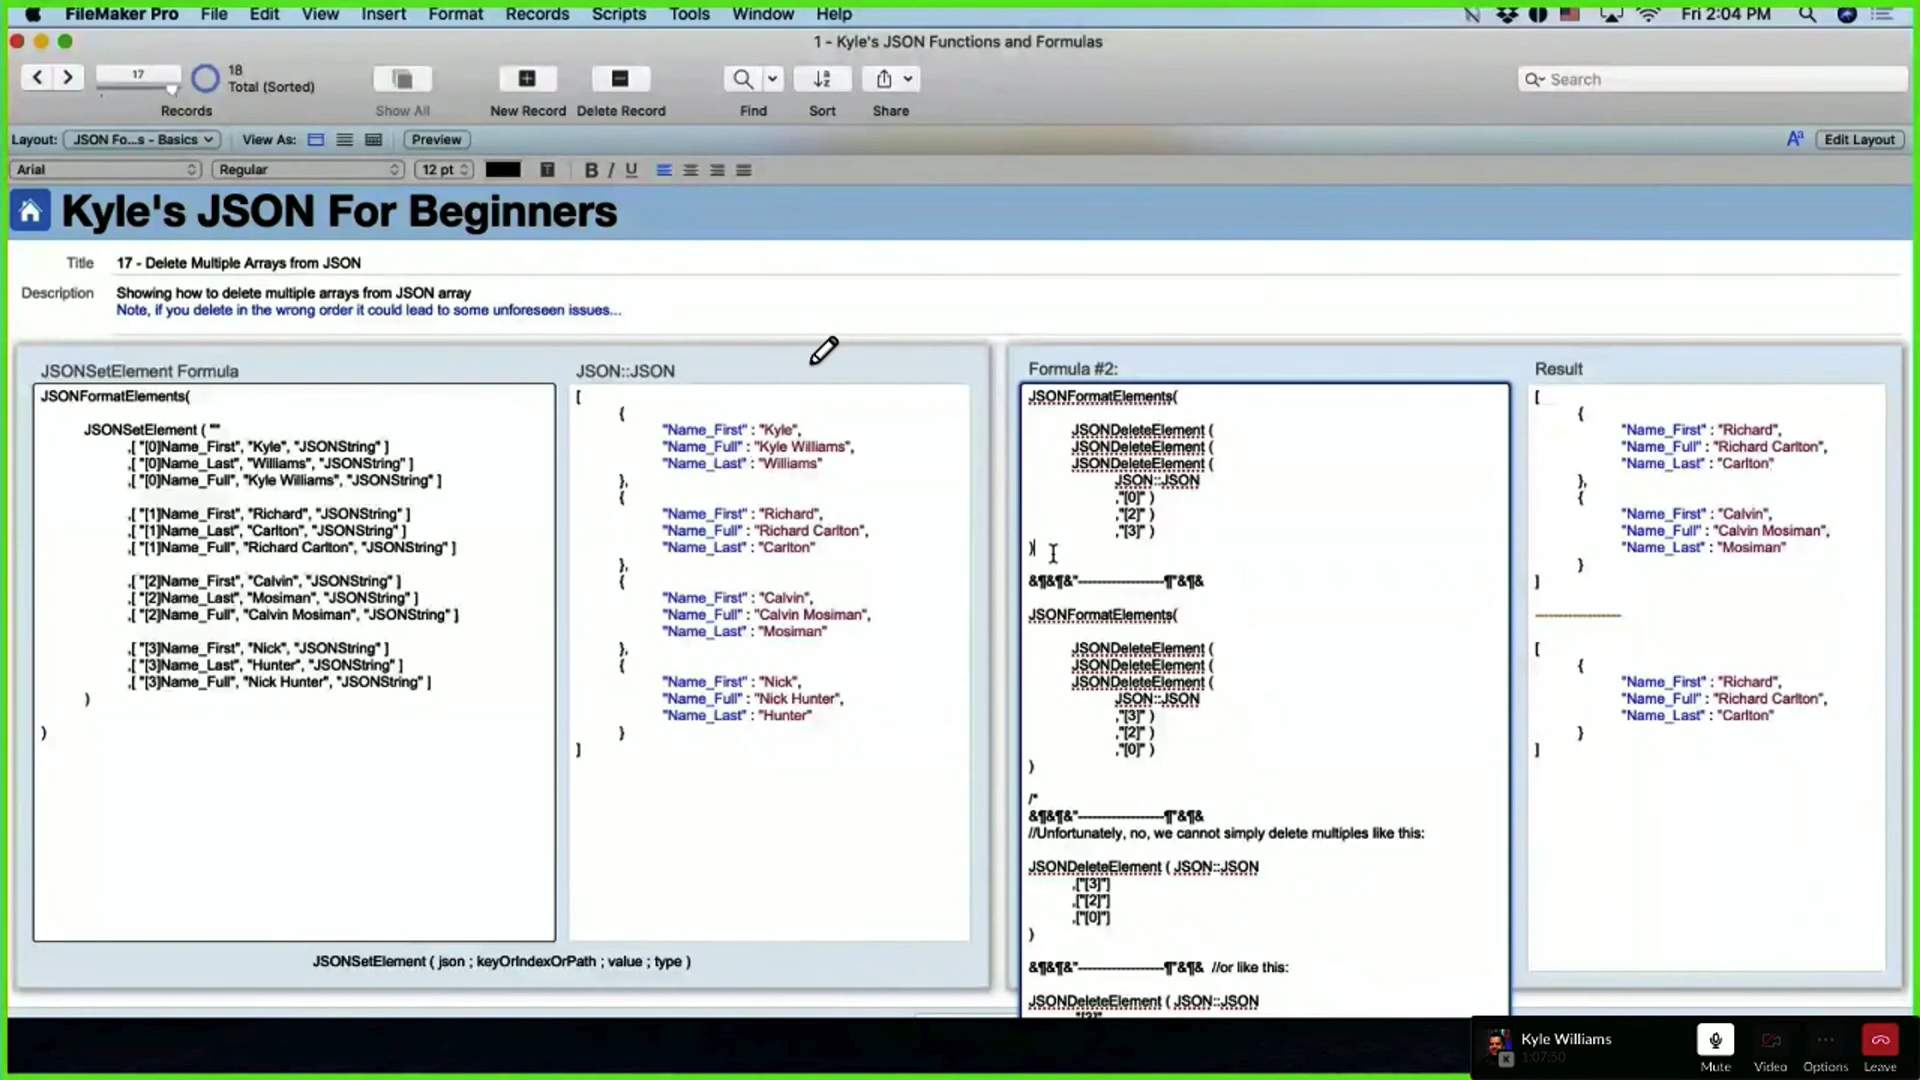 FileMaker Pro File Edit View Insert Format Records Scripts Tools Window Help Fri 2:04 PM
1 - Kyle's JSON Functions and Formulas
17 18 Total (Sorted)
Records Show All New Record Delete Record Find Sort Share Search
Layout: JSON Fo...s - Basics View As: Preview Aa Edit Layout
Arial Regular 12 pt B I U
Kyle's JSON For Beginners
Title 17 - Delete Multiple Arrays from JSON
Description Showing how to delete multiple arrays from JSON array
Note, if you delete in the wrong order it could lead to some unforeseen issues...
JSONSetElement Formula
JSONFormatElements(
JSONSetElement ( ""
,[ "[0]Name_First", "Kyle", "JSONString" ]
,[ "[0]Name_Last", "Williams", "JSONString" ]
,[ "[0]Name_Full", "Kyle Williams", "JSONString" ]
,[ "[1]Name_First", "Richard", "JSONString" ]
,[ "[1]Name_Last", "Carlton", "JSONString" ]
,[ "[1]Name_Full", "Richard Carlton", "JSONString" ]
,[ "[2]Name_First", "Calvin", "JSONString" ]
,[ "[2]Name_Last", "Mosiman", "JSONString" ]
,[ "[2]Name_Full", "Calvin Mosiman", "JSONString" ]
,[ "[3]Name_First", "Nick", "JSONString" ]
,[ "[3]Name_Last", "Hunter", "JSONString" ]
,[ "[3]Name_Full", "Nick Hunter", "JSONString" ]
)
)
JSON::JSON
[
{
"Name_First" : "Kyle",
"Name_Full" : "Kyle Williams",
"Name_Last" : "Williams"
},
{
"Name_First" : "Richard",
"Name_Full" : "Richard Carlton",
"Name_Last" : "Carlton"
},
{
"Name_First" : "Calvin",
"Name_Full" : "Calvin Mosiman",
"Name_Last" : "Mosiman"
},
{
"Name_First" : "Nick",
"Name_Full" : "Nick Hunter",
"Name_Last" : "Hunter"
}
]
JSONSetElement ( json ; keyOrIndexOrPath ; value ; type )
Formula #2:
JSONFormatElements(
JSONDeleteElement (
JSONDeleteElement (
JSONDeleteElement (
JSON::JSON
,"[0]" )
,"[2]" )
,"[3]" )
)
&¶&¶&"-------------------¶"&¶&
JSONFormatElements(
JSONDeleteElement (
JSONDeleteElement (
JSONDeleteElement (
JSON::JSON
,"[3]" )
,"[2]" )
,"[0]" )
)
/*
&¶&¶&"-------------------¶"&¶&
//Unfortunately, no, we cannot simply delete multiples like this:
JSONDeleteElement ( JSON::JSON
,["[3]"]
,["[2]"]
,["[0]"]
)
&¶&¶&"-------------------¶"&¶& //or like this:
JSONDeleteElement ( JSON::JSON
Result
[
{
"Name_First" : "Richard",
"Name_Full" : "Richard Carlton",
"Name_Last" : "Carlton"
},
{
"Name_First" : "Calvin",
"Name_Full" : "Calvin Mosiman",
"Name_Last" : "Mosiman"
}
]
-------------------
[
{
"Name_First" : "Richard",
"Name_Full" : "Richard Carlton",
"Name_Last" : "Carlton"
}
]
K Kyle Williams
1:07:50
Mute Video Options Leave